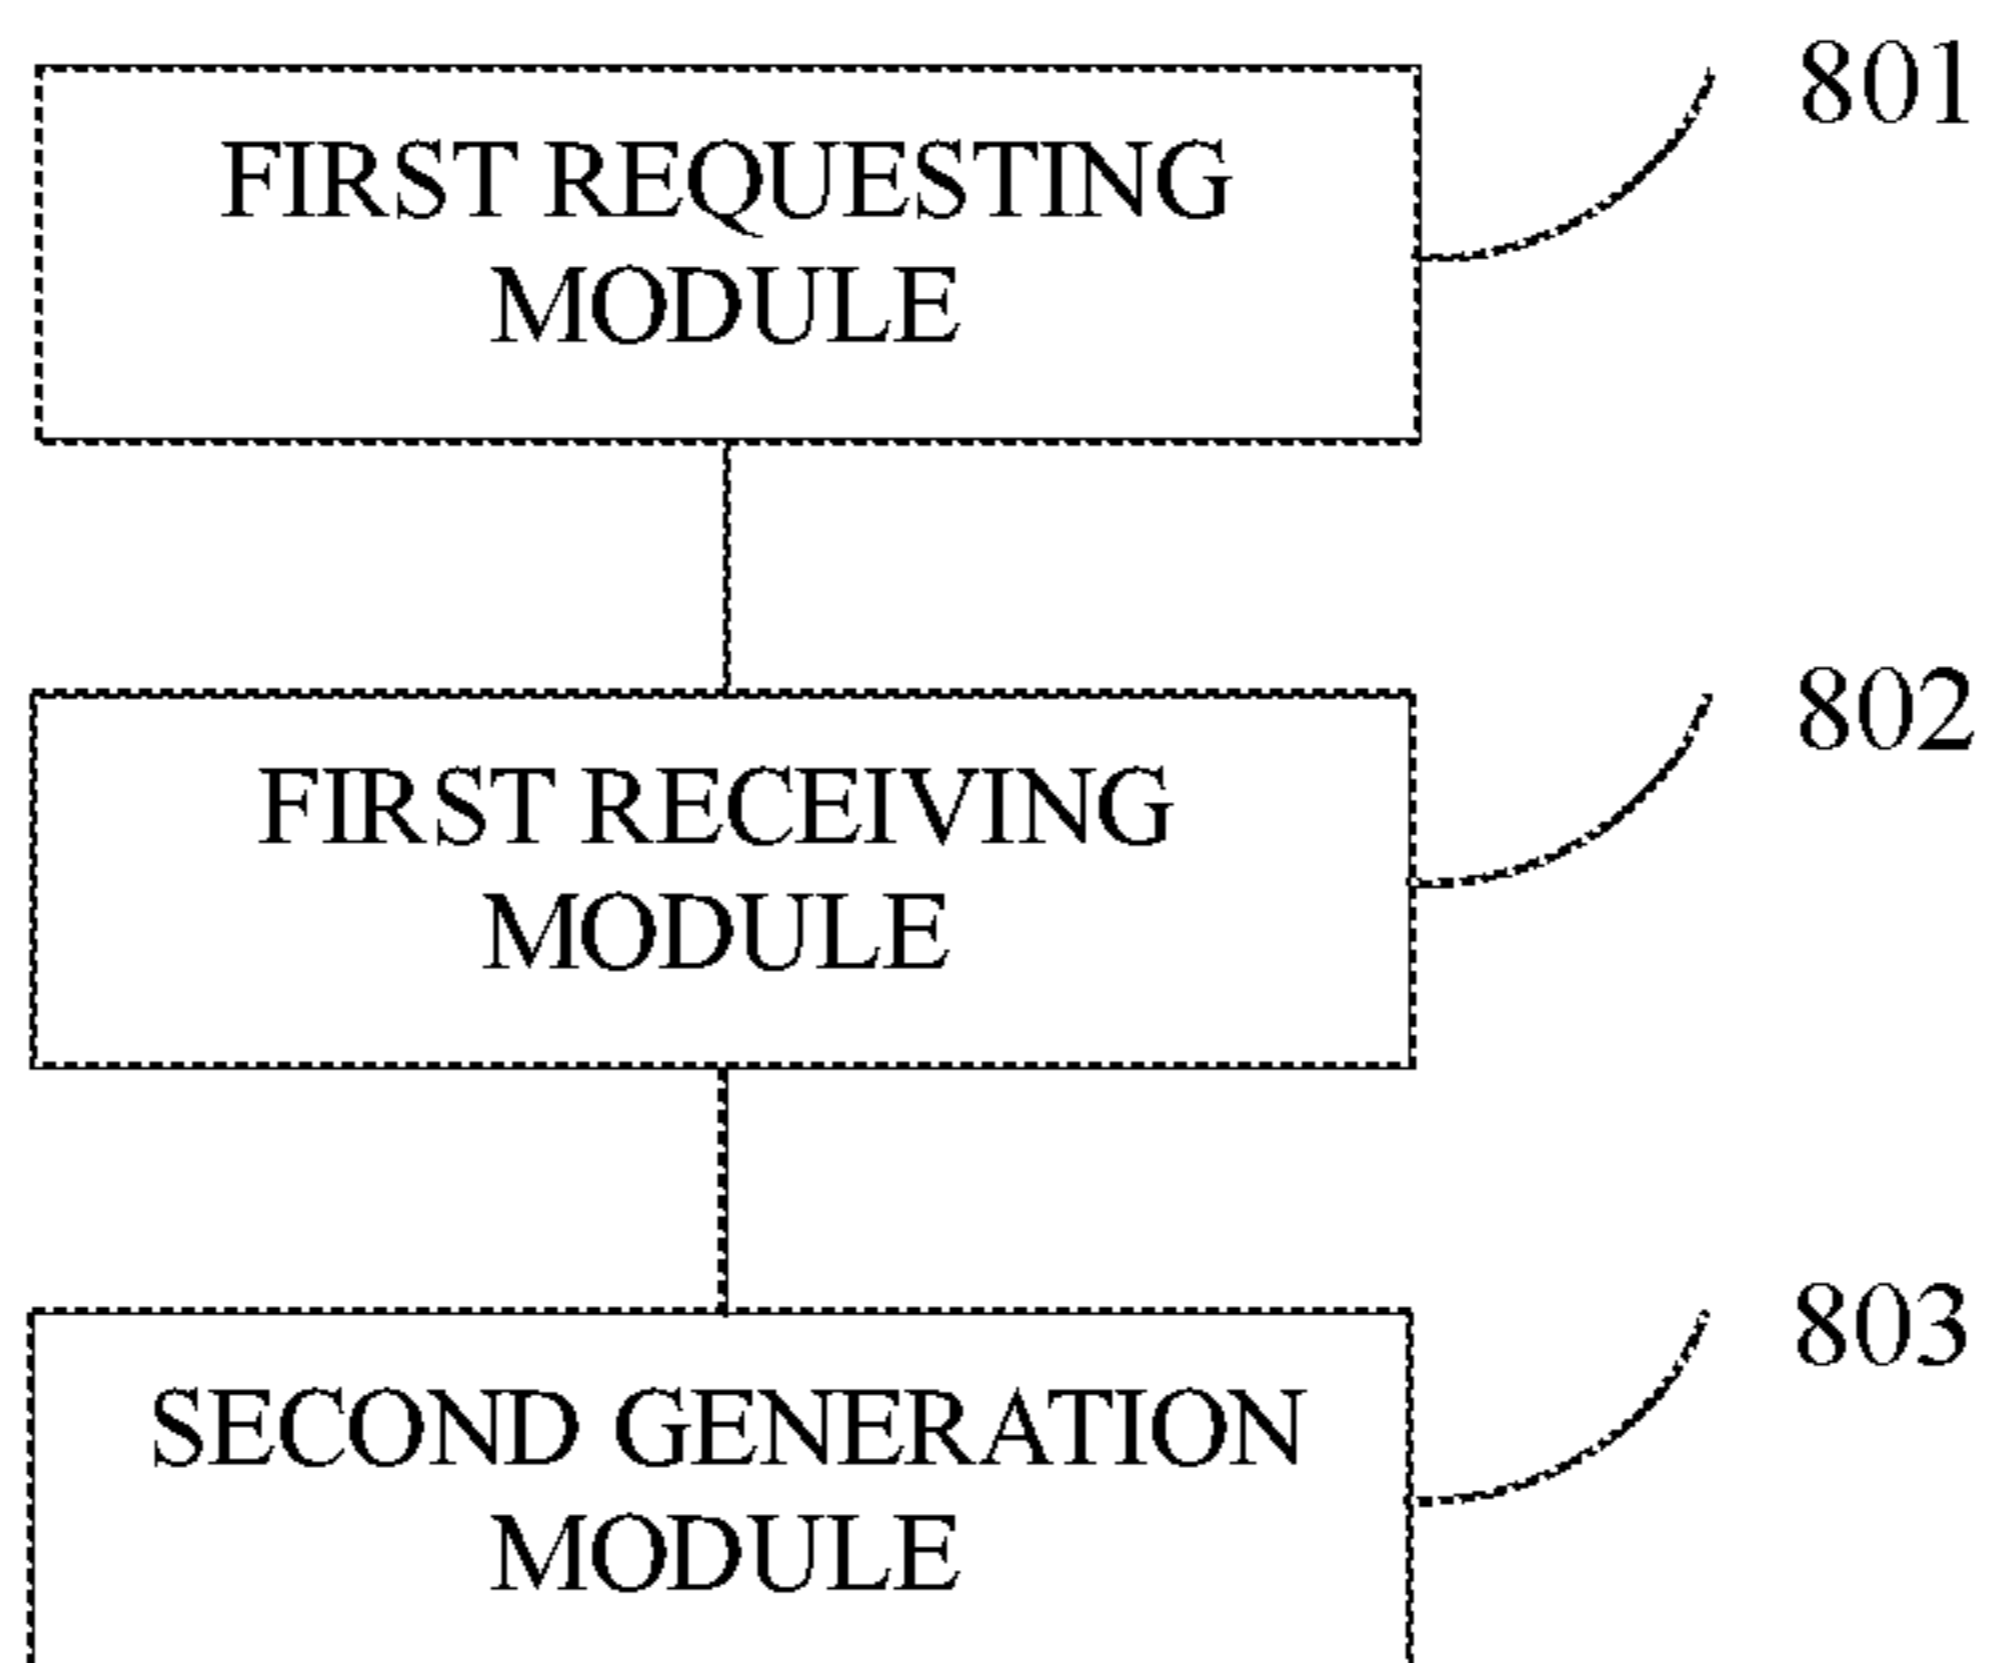 801
FIRST REQUESTING
MODULE
802
FIRST RECEIVING
MODULE
803
SECOND GENERATION
MODULE